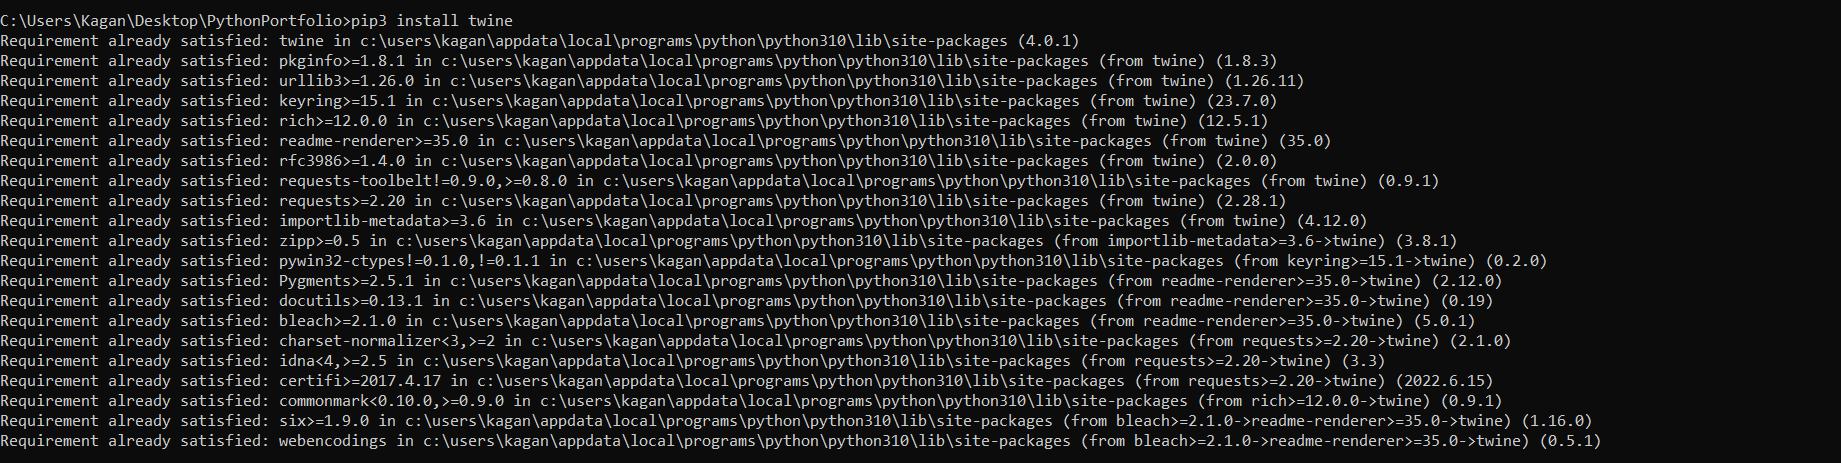 C:\Users\Kagan\Desktop\PythonPortfolio>pip3 install twine
Requirement already satisfied: twine in c:\users\kagan\appdata\local\programs\python\python310\lib\site-packages (4.0.1)
Requirement already satisfied: pkginfo>=1.8.1 in c:\users\kagan\appdata\local\programs\python\python310\lib\site-packages (from twine) (1.8.3)
Requirement already satisfied: urllib3>=1.26.0 in c:\users\kagan\appdata\local\programs\python\python310\lib\site-packages (from twine) (1.26.11)
Requirement already satisfied: keyring>=15.1 in c:\users\kagan\appdata\local\programs\python\python310\lib\site-packages (from twine) (23.7.0)
Requirement already satisfied: rich>=12.0.0 in c:\users\kagan\appdata\local\programs\python\python310\lib\site-packages (from twine) (12.5.1)
Requirement already satisfied: readme-renderer>=35.0 in c:\users\kagan\appdata\local\programs\python\python310\lib\site-packages (from twine) (35.0)
Requirement already satisfied: rfc3986>=1.4.0 in c:\users\kagan\appdata\local\programs\python\python310\lib\site-packages (from twine) (2.0.0)
Requirement already satisfied: requests-toolbelt!=0.9.0,>=0.8.0 in c:\users\kagan\appdata\local\programs\python\python310\lib\site-packages (from twine) (0.9.1)
Requirement already satisfied: requests>=2.20 in c:\users\kagan\appdata\local\programs\python\python310\lib\site-packages (from twine) (2.28.1)
Requirement already satisfied: importlib-metadata>=3.6 in c:\users\kagan\appdata\local\programs\python\python310\lib\site-packages (from twine) (4.12.0)
Requirement already satisfied: zipp>=0.5 in c:\users\kagan\appdata\local\programs\python\python310\lib\site-packages (from importlib-metadata>=3.6->twine) (3.8.1)
Requirement already satisfied: pywin32-ctypes!=0.1.0,!=0.1.1 in c:\users\kagan\appdata\local\programs\python\python310\lib\site-packages (from keyring>=15.1->twine) (0.2.0)
Requirement already satisfied: Pygments>=2.5.1 in c:\users\kagan\appdata\local\programs\python\python310\lib\site-packages (from readme-renderer>=35.0->twine) (2.12.0)
Requirement already satisfied: docutils>=0.13.1 in c:\users\kagan\appdata\local\programs\python\python310\lib\site-packages (from readme-renderer>=35.0->twine) (0.19)
Requirement already satisfied: bleach>=2.1.0 in c:\users\kagan\appdata\local\programs\python\python310\lib\site-packages (from readme-renderer>=35.0->twine) (5.0.1)
Requirement already satisfied: charset-normalizer<3,>=2 in c:\users\kagan\appdata\local\programs\python\python310\lib\site-packages (from requests>=2.20->twine) (2.1.0)
Requirement already satisfied: idna<4,>=2.5 in c:\users\kagan\appdata\local\programs\python\python310\lib\site-packages (from requests>=2.20->twine) (3.3)
Requirement already satisfied: certifi>=2017.4.17 in c:\users\kagan\appdata\local\programs\python\python310\lib\site-packages (from requests>=2.20->twine) (2022.6.15)
Requirement already satisfied: commonmark<0.10.0,>=0.9.0 in c:\users\kagan\appdata\local\programs\python\python310\lib\site-packages (from rich>=12.0.0->twine) (0.9.1)
Requirement already satisfied: six>=1.9.0 in c:\users\kagan\appdata\local\programs\python\python310\lib\site-packages (from bleach>=2.1.0->readme-renderer>=35.0->twine) (1.16.0)
Requirement already satisfied: webencodings in c:\users\kagan\appdata\local\programs\python\python310\lib\site-packages (from bleach>=2.1.0->readme-renderer>=35.0->twine) (0.5.1)